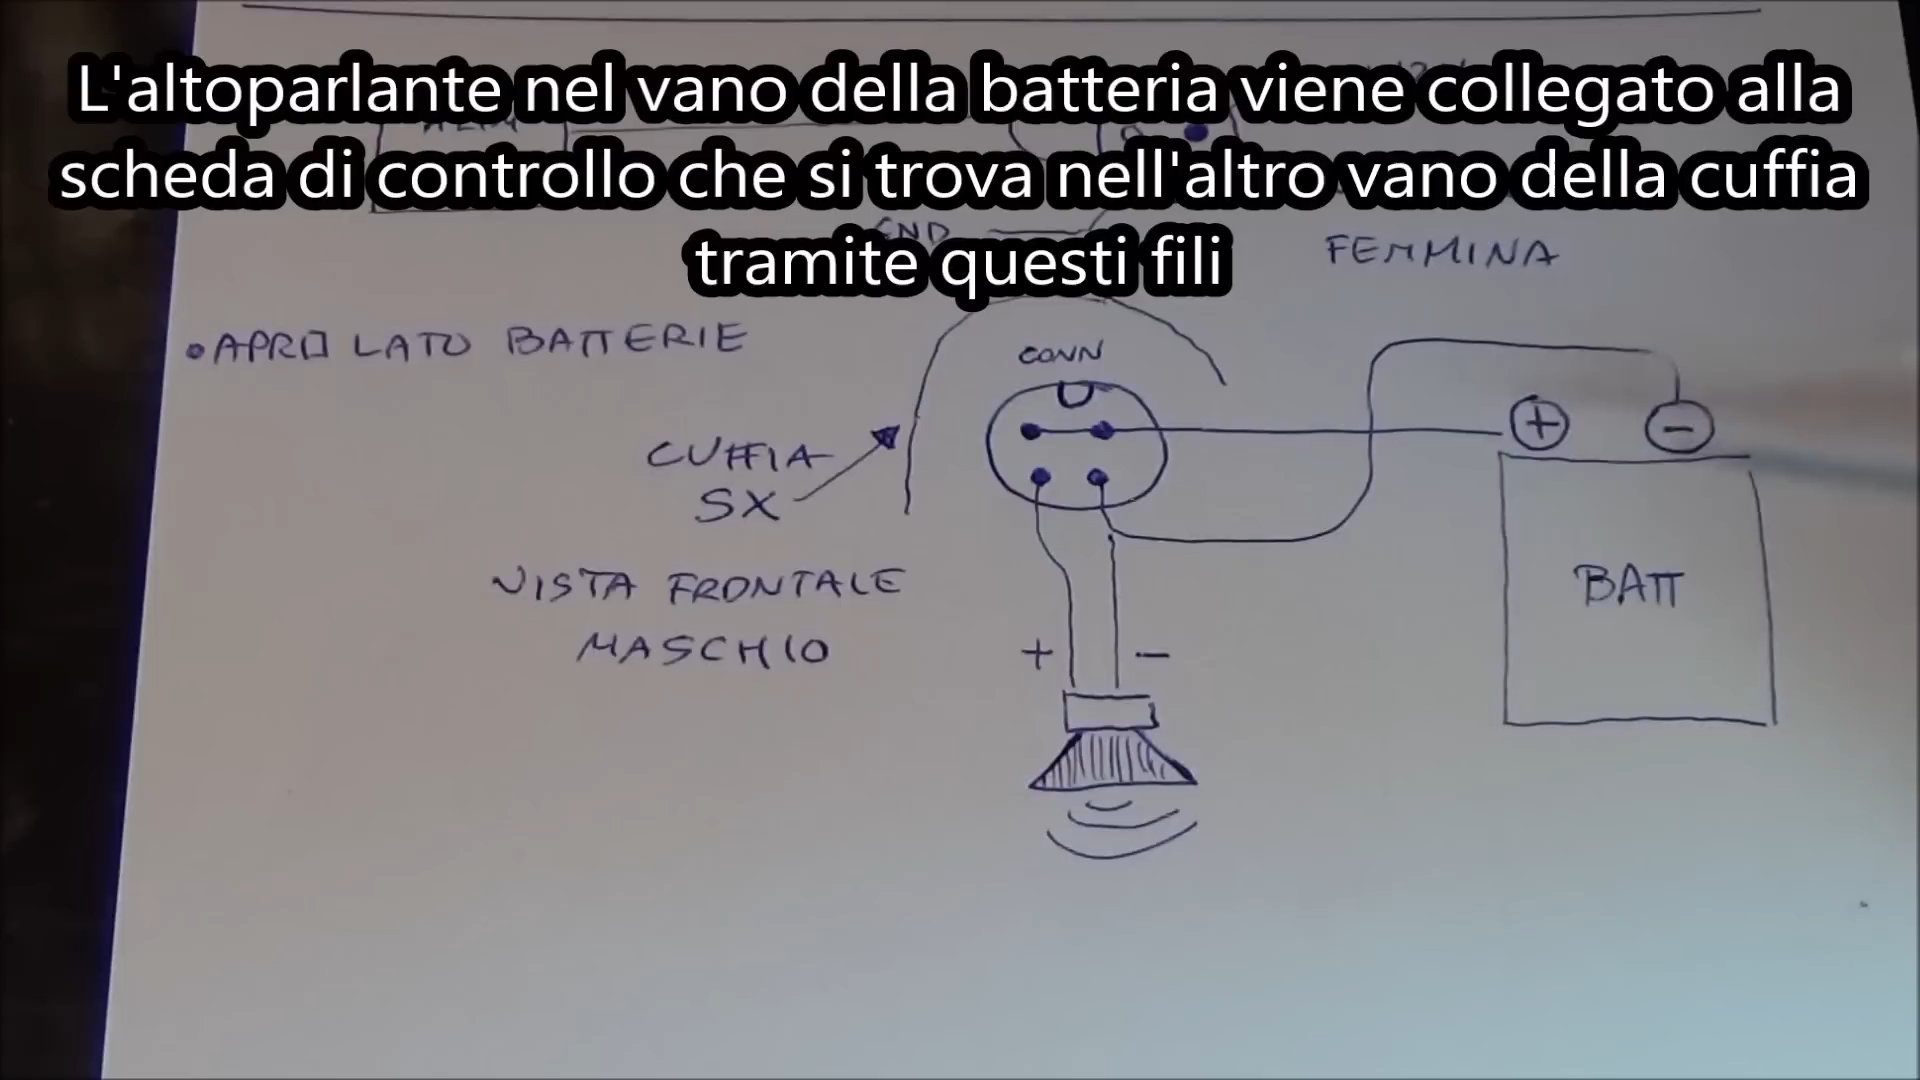 L'altoparlante nel vano della batteria viene collegato alla
scheda di controllo che si trova nell'altro vano della cuffia
tramite questi fili
GND
FEMMINA
•APRO LATO BATTERIE
CONN
+ -
CUFFIA
SX
BATT
VISTA FRONTALE
MASCHIO
+ -